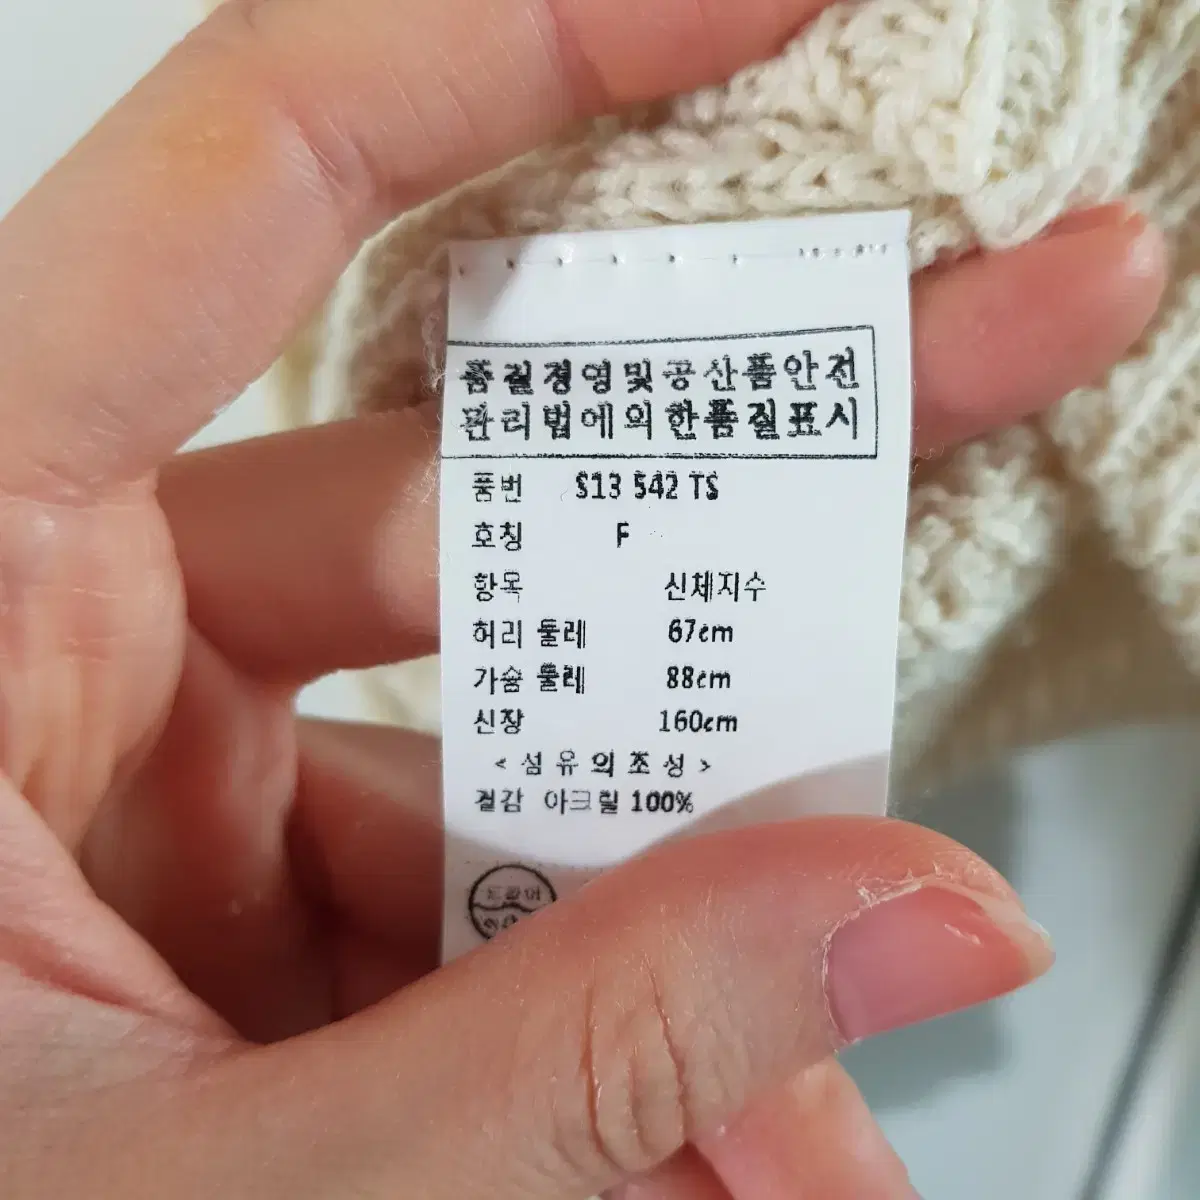 품질경영및공산품안전
관리법에의한품질표시
품번 S13 542 TS
호칭 F
항목 신체지수
허리 둘레 67cm
가슴 둘레 88cm
신장 160cm
<섬유의조성>
겉감 아크릴 100%
드라이